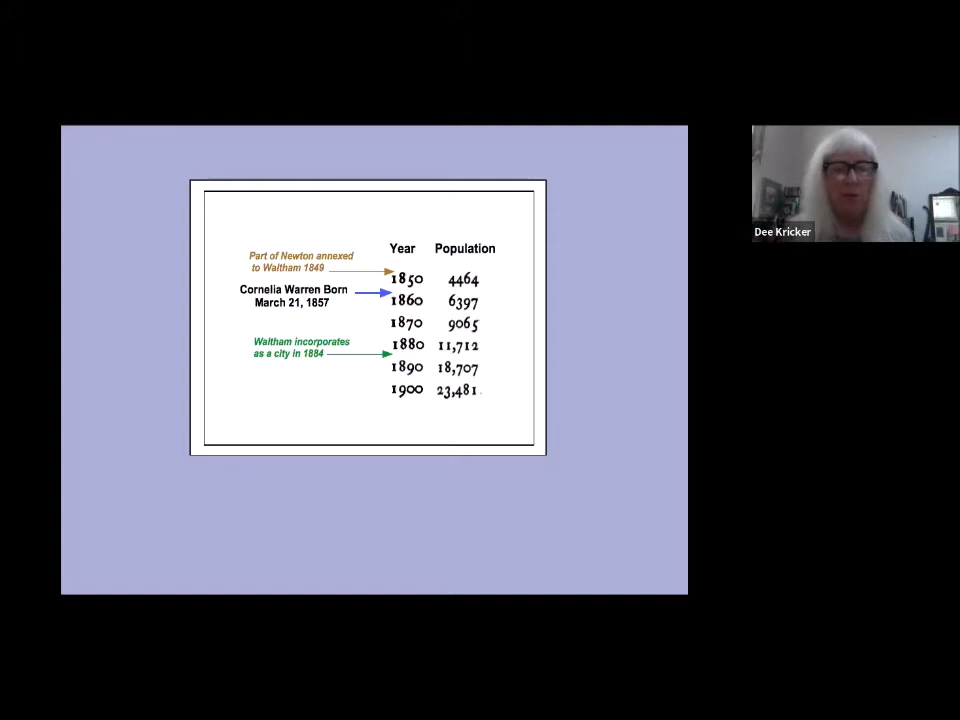 Year Population
Part of Newton annexed
to Waltham 1849
1850 4464
Cornelia Warren Born
March 21, 1857
1860 6397
1870 9065
Waltham incorporates
as a city in 1884
1880 11,712
1890 18,707
1900 23,481
Dee Kricker